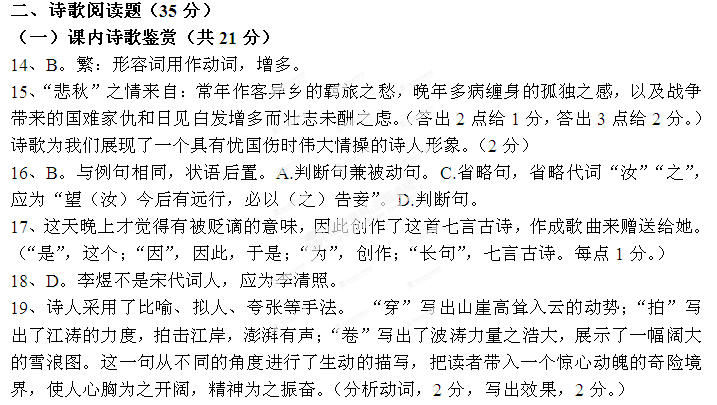 二、诗歌阅读题（35 分）
（一）课内诗歌鉴赏（共 21 分）
14、B。繁：形容词用作动词，增多。
15、“悲秋”之情来自：常年作客异乡的羁旅之愁，晚年多病缠身的孤独之感，以及战争
带来的国难家仇和日见白发增多而壮志未酬之虑。（答出 2 点给 1 分，答出 3 点给 2 分。）
诗歌为我们展现了一个具有忧国伤时伟大情操的诗人形象。（2 分）
16、B。与例句相同，状语后置。A.判断句兼被动句。C.省略句，省略代词“汝”“之”，
应为“望（汝）今后有远行，必以（之）告妾”。D.判断句。
17、这天晚上才觉得有被贬谪的意味，因此创作了这首七言古诗，作成歌曲来赠送给她。
（“是”，这个；“因”，因此，于是；“为”，创作；“长句”，七言古诗。每点 1 分。）
18、D。李煜不是宋代词人，应为李清照。
19、诗人采用了比喻、拟人、夸张等手法。 “穿”写出山崖高耸入云的动势；“拍”写
出了江涛的力度，拍击江岸，澎湃有声；“卷”写出了波涛力量之浩大，展示了一幅阔大
的雪浪图。这一句从不同的角度进行了生动的描写，把读者带入一个惊心动魄的奇险境
界，使人心胸为之开阔，精神为之振奋。（分析动词，2 分，写出效果，2 分。）